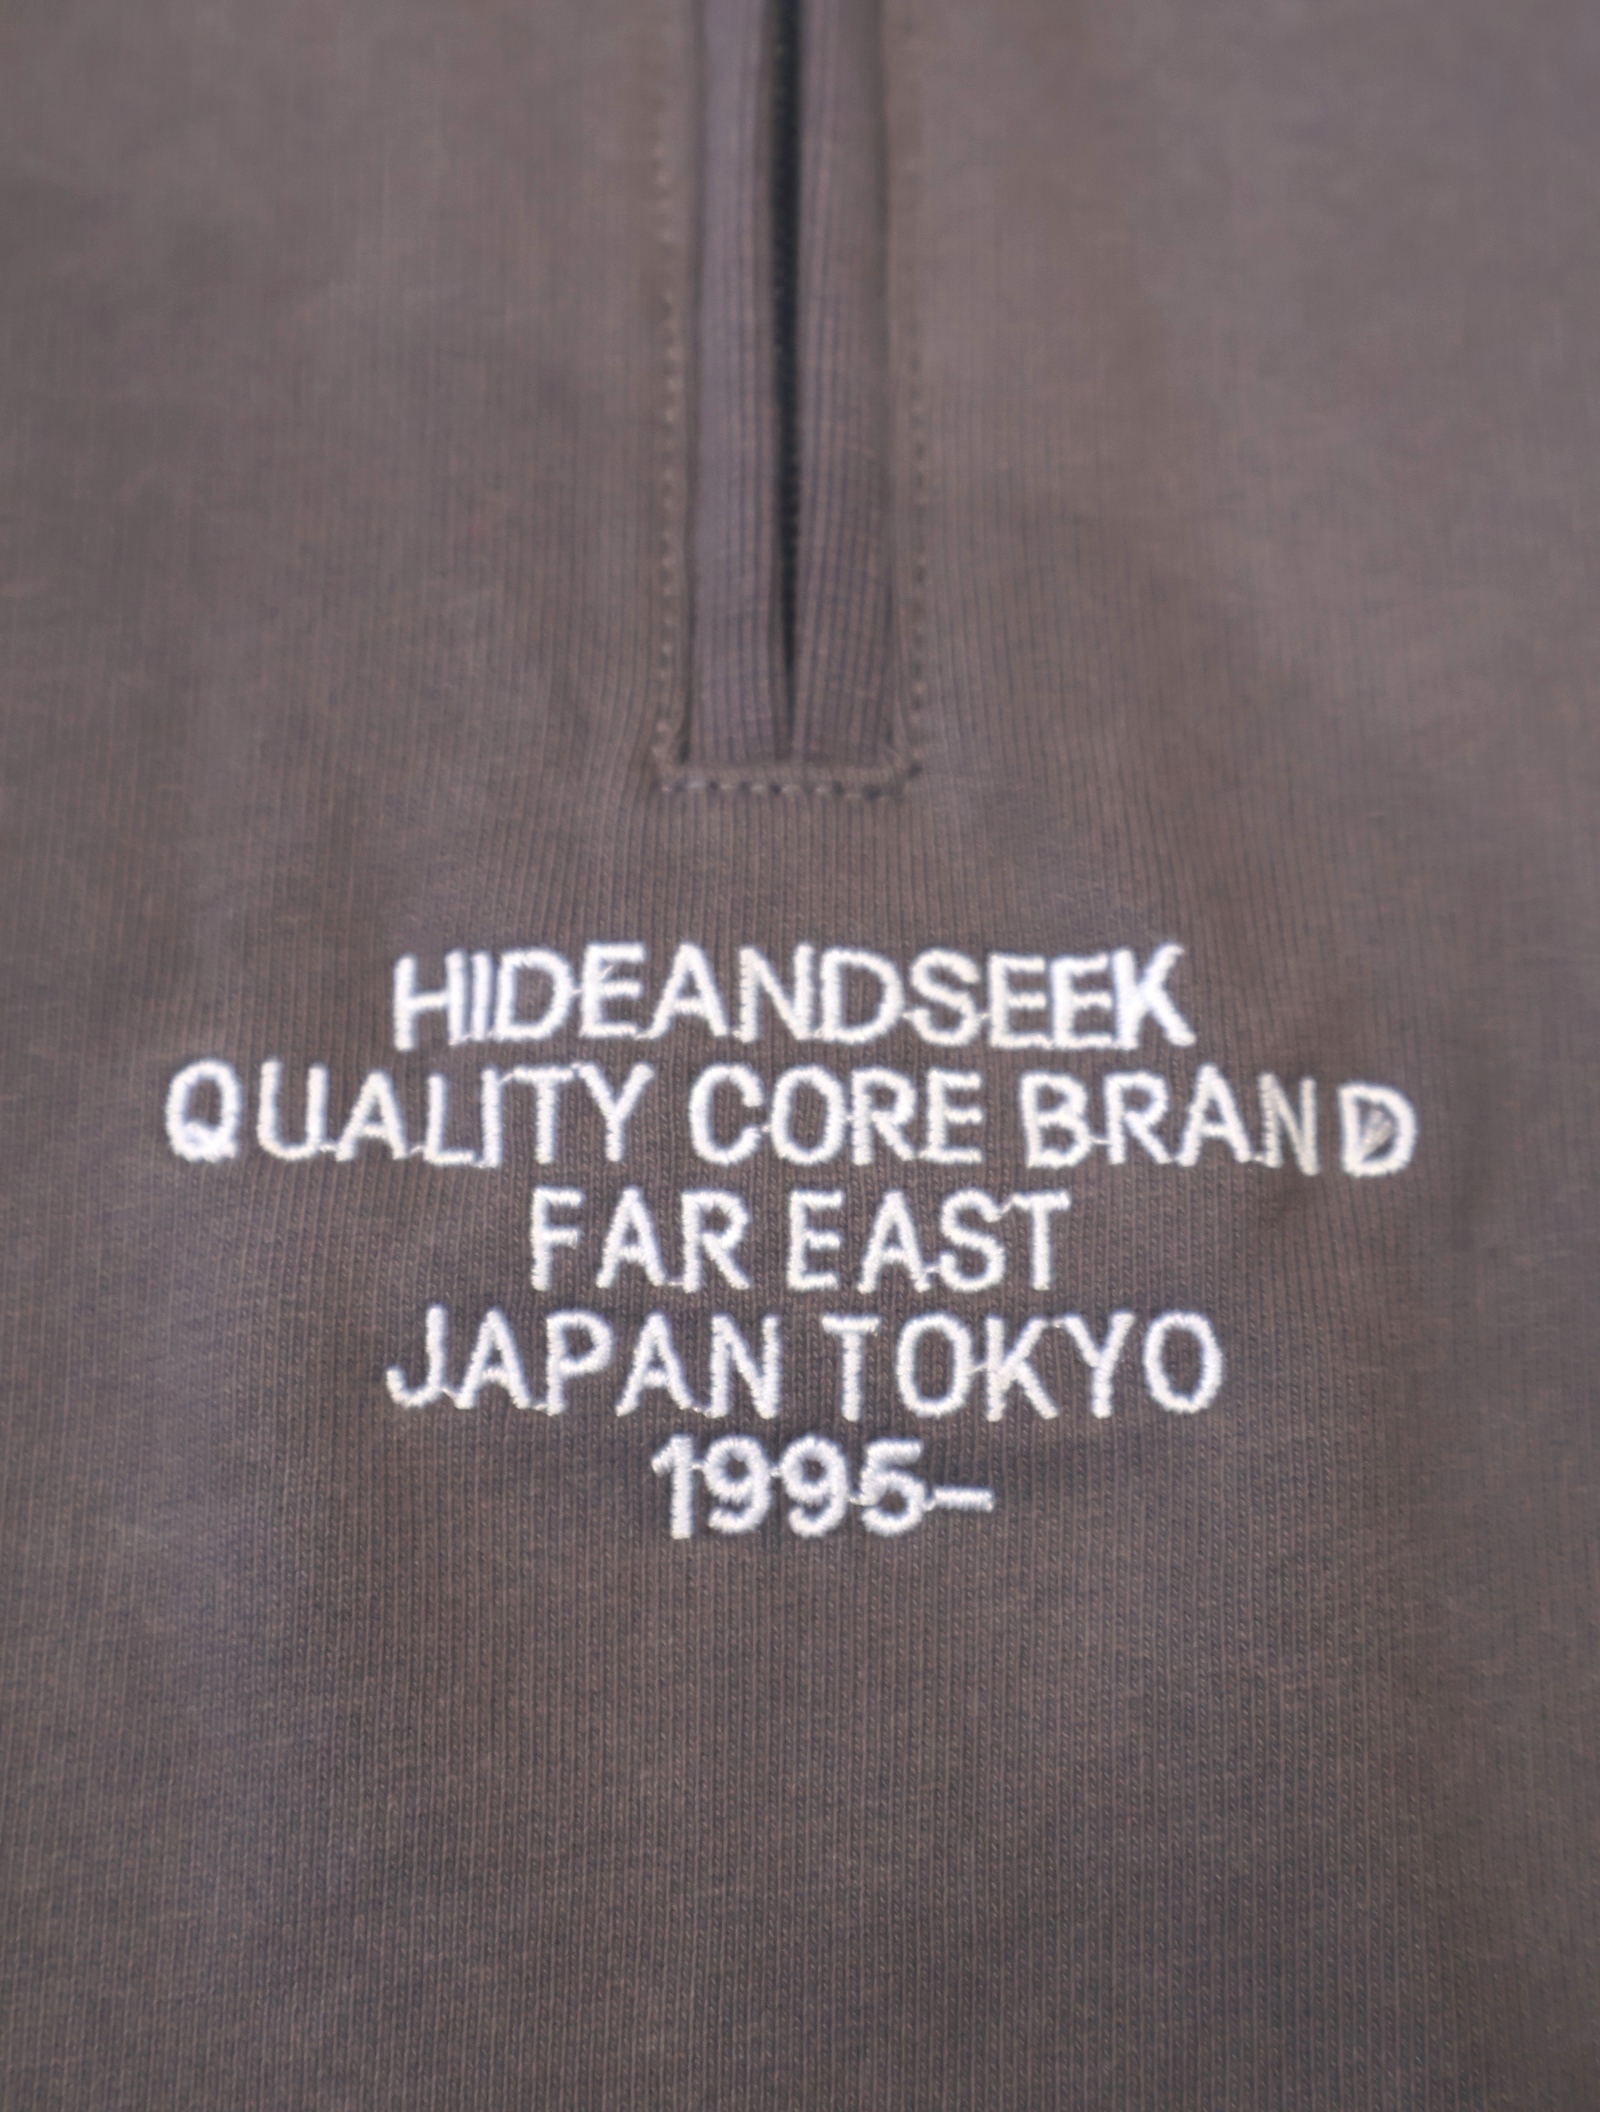 HIDEANDSEEK
QUALITY CORE BRAND
FAR EAST
JAPAN TOKYO
1995–